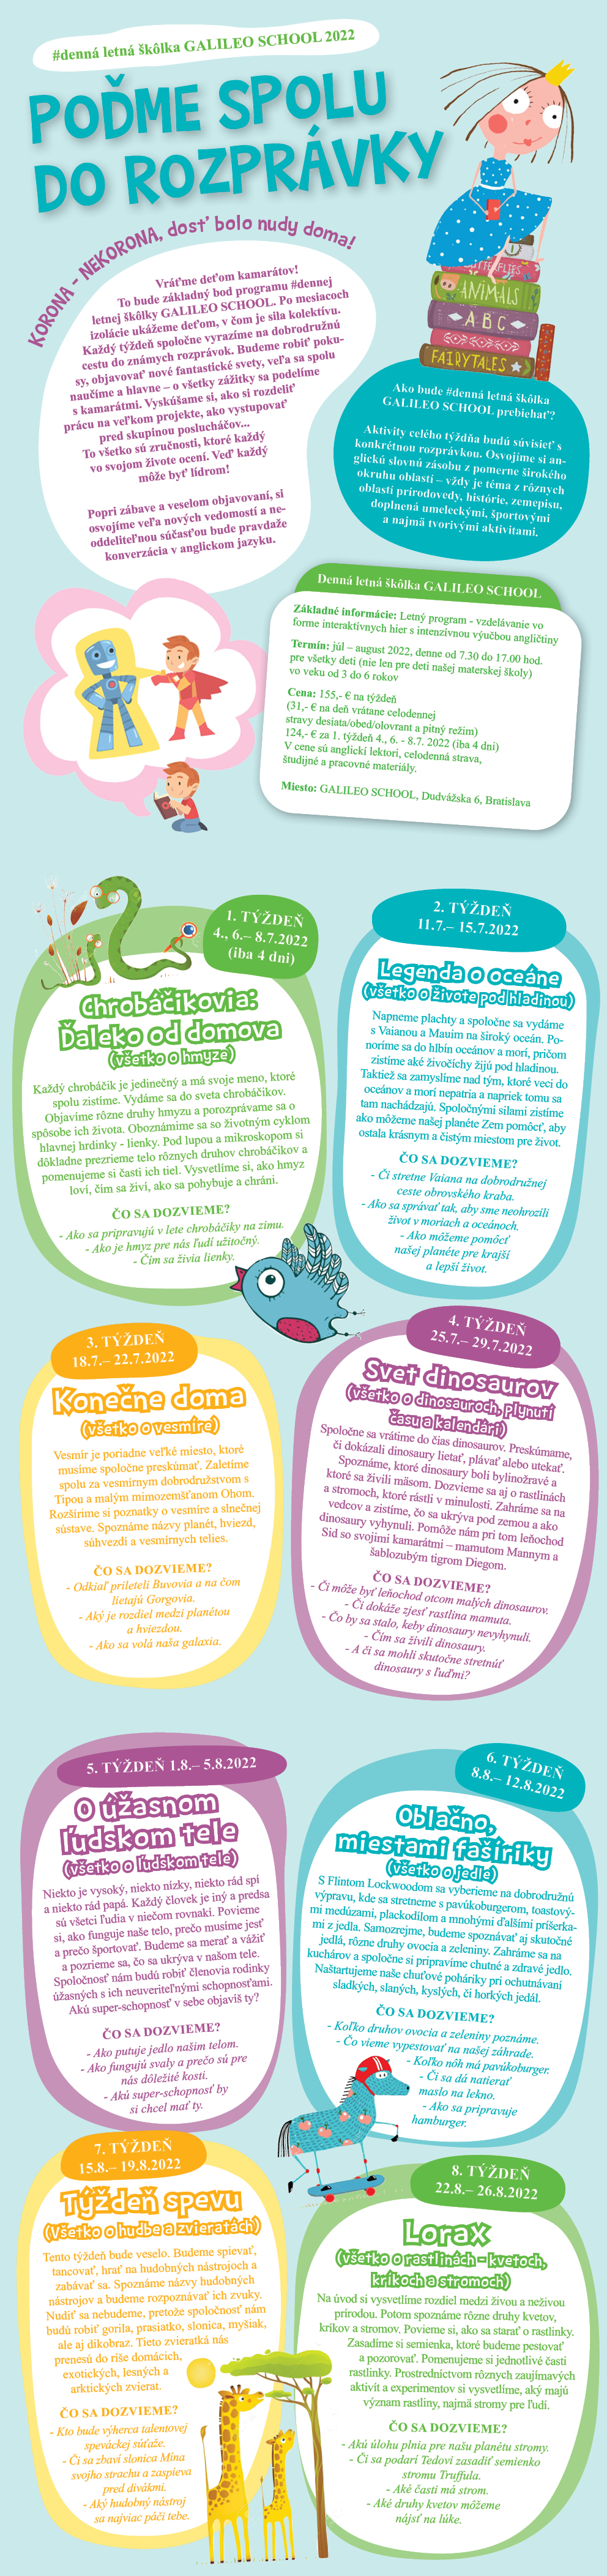 #denná letná škôlka GALILEO SCHOOL 2022
POĎME SPOLU
DO ROZPRÁVKY
KORONA - NEKORONA, dosť bolo nudy doma!
Vráťme deťom kamarátov!
To bude základný bod programu #dennej
letnej škôlky GALILEO SCHOOL. Po mesiacoch
izolácie ukážeme deťom, v čom je sila kolektívu.
Každý týždeň spoločne vyrazíme na dobrodružnú
cestu do známych rozprávok. Budeme robiť poku-
sy, objavovať nové fantastické svety, veľa sa spolu
naučíme a hlavne – o všetky zážitky sa podelíme
s kamarátmi. Vyskúšame si, ako si rozdeliť
prácu na veľkom projekte, ako vystupovať
pred skupinou poslucháčov...
To všetko sú zručnosti, ktoré každý
vo svojom živote ocení. Veď každý
môže byť lídrom!
Popri zábave a veselom objavovaní, si
osvojíme veľa nových vedomostí a ne-
oddeliteľnou súčasťou bude pravdaže
konverzácia v anglickom jazyku.
BUTTERFLIES
ANIMALS
A B C
FAIRYTALES
Ako bude #denná letná škôlka
GALILEO SCHOOL prebiehať?
Aktivity celého týždňa budú súvisieť s
konkrétnou rozprávkou. Osvojíme si an-
glickú slovnú zásobu z pomerne širokého
okruhu oblastí – vždy je téma z rôznych
oblastí prírodovedy, histórie, zemepisu,
doplnená umeleckými, športovými
a najmä tvorivými aktivitami.
Denná letná škôlka GALILEO SCHOOL
Základné informácie: Letný program - vzdelávanie vo
forme interaktívnych hier s intenzívnou výučbou angličtiny
Termín: júl – august 2022, denne od 7.30 do 17.00 hod.
pre všetky deti (nie len pre deti našej materskej školy)
vo veku od 3 do 6 rokov
Cena: 155,- € na týždeň
(31,- € na deň vrátane celodennej
stravy desiata/obed/olovrant a pitný režim)
124,- € za 1. týždeň 4., 6. - 8.7. 2022 (iba 4 dni)
V cene sú anglickí lektori, celodenná strava,
študijné a pracovné materiály.
Miesto: GALILEO SCHOOL, Dudvážska 6, Bratislava
1. TÝŽDEŇ
4., 6.– 8.7.2022
(iba 4 dni)
Chrobáčikovia:
Ďaleko od domova
(všetko o hmyze)
Každý chrobáčik je jedinečný a má svoje meno, ktoré
spolu zistíme. Vydáme sa do sveta chrobáčikov.
Objavíme rôzne druhy hmyzu a porozprávame sa o
spôsobe ich života. Oboznámime sa so životným cyklom
hlavnej hrdinky - lienky. Pod lupou a mikroskopom si
dôkladne prezrieme telo rôznych druhov chrobáčikov a
pomenujeme si časti ich tiel. Vysvetlíme si, ako hmyz
loví, čím sa živí, ako sa pohybuje a chráni.
ČO SA DOZVIEME?
- Ako sa pripravujú v lete chrobáčiky na zimu.
- Ako je hmyz pre nás ľudí užitočný.
- Čím sa živia lienky.
2. TÝŽDEŇ
11.7.– 15.7.2022
Legenda o oceáne
(všetko o živote pod hladinou)
Napneme plachty a spoločne sa vydáme
s Vaianou a Mauim na široký oceán. Po-
noríme sa do hlbín oceánov a morí, pričom
zistíme aké živočíchy žijú pod hladinou.
Taktiež sa zamyslíme nad tým, ktoré veci do
oceánov a morí nepatria a napriek tomu sa
tam nachádzajú. Spoločnými silami zistíme
ako môžeme našej planéte Zem pomôcť, aby
ostala krásnym a čistým miestom pre život.
ČO SA DOZVIEME?
- Či stretne Vaiana na dobrodružnej
ceste obrovského kraba.
- Ako sa správať tak, aby sme neohrozili
život v moriach a oceánoch.
- Ako môžeme pomôcť
našej planéte pre krajší
a lepší život.
3. TÝŽDEŇ
18.7.– 22.7.2022
Konečne doma
(všetko o vesmíre)
Vesmír je poriadne veľké miesto, ktoré
musíme spoločne preskúmať. Zaletíme
spolu za vesmírnym dobrodružstvom s
Tipou a malým mimozemšťanom Ohom.
Rozšírime si poznatky o vesmíre a slnečnej
sústave. Spoznáme názvy planét, hviezd,
súhvezdí a vesmírnych telies.
ČO SA DOZVIEME?
- Odkiaľ prileteli Buvovia a na čom
lietajú Gorgovia.
- Aký je rozdiel medzi planétou
a hviezdou.
- Ako sa volá naša galaxia.
4. TÝŽDEŇ
25.7.– 29.7.2022
Svet dinosaurov
(všetko o dinosauroch, plynutí
času a kalendári)
Spoločne sa vrátime do čias dinosaurov. Preskúmame,
či dokázali dinosaury lietať, plávať alebo utekať.
Spoznáme, ktoré dinosaury boli bylinožravé a
ktoré sa živili mäsom. Dozvieme sa aj o rastlinách
a stromoch, ktoré rástli v minulosti. Zahráme sa na
vedcov a zistíme, čo sa ukrýva pod zemou a ako
dinosaury vyhynuli. Pomôže nám pri tom leňochod
Sid so svojimi kamarátmi – mamutom Mannym a
šablozubým tigrom Diegom.
ČO SA DOZVIEME?
- Či môže byť leňochod otcom malých dinosaurov.
- Či dokáže zjesť rastlina mamuta.
- Čo by sa stalo, keby dinosaury nevyhynuli.
- Čím sa živili dinosaury.
- A či sa mohli skutočne stretnúť
dinosaury s ľuďmi?
5. TÝŽDEŇ 1.8.– 5.8.2022
O úžasnom
ľudskom tele
(všetko o ľudskom tele)
Niekto je vysoký, niekto nízky, niekto rád spí
a niekto rád papá. Každý človek je iný a predsa
sú všetci ľudia v niečom rovnakí. Povieme
si, ako funguje naše telo, prečo musíme jesť
a prečo športovať. Budeme sa merať a vážiť
a pozrieme sa, čo sa ukrýva v našom tele.
Spoločnosť nám budú robiť členovia rodinky
úžasných s ich neuveriteľnými schopnosťami.
Akú super-schopnosť v sebe objavíš ty?
ČO SA DOZVIEME?
- Ako putuje jedlo našim telom.
- Ako fungujú svaly a prečo sú pre
nás dôležité kosti.
- Akú super-schopnosť by
si chcel mať ty.
6. TÝŽDEŇ
8.8.– 12.8.2022
Oblačno,
miestami fašíriky
(všetko o jedle)
S Flintom Lockwoodom sa vyberieme na dobrodružnú
výpravu, kde sa stretneme s pavúkoburgerom, toastový-
mi medúzami, plackodílom a mnohými ďalšími príšerka-
mi z jedla. Samozrejme, budeme spoznávať aj skutočné
jedlá, rôzne druhy ovocia a zeleniny. Zahráme sa na
kuchárov a spoločne si pripravíme chutné a zdravé jedlo.
Naštartujeme naše chuťové poháriky pri ochutnávaní
sladkých, slaných, kyslých, či horkých jedál.
ČO SA DOZVIEME?
- Koľko druhov ovocia a zeleniny poznáme.
- Čo vieme vypestovať na našej záhrade.
- Koľko nôh má pavúkoburger.
- Či sa dá natierať
maslo na lekno.
- Ako sa pripravuje
hamburger.
7. TÝŽDEŇ
15.8.– 19.8.2022
Týždeň spevu
(Všetko o hudbe a zvieratách)
Tento týždeň bude veselo. Budeme spievať,
tancovať, hrať na hudobných nástrojoch a
zabávať sa. Spoznáme názvy hudobných
nástrojov a budeme rozpoznávať ich zvuky.
Nudiť sa nebudeme, pretože spoločnosť nám
budú robiť gorila, prasiatko, slonica, myšiak,
ale aj dikobraz. Tieto zvieratká nás
prenesú do ríše domácich,
exotických, lesných a
arktických zvierat.
ČO SA DOZVIEME?
- Kto bude výherca talentovej
speváckej súťaže.
- Či sa zbaví slonica Mína
svojho strachu a zaspieva
pred divákmi.
- Aký hudobný nástroj
sa najviac páči tebe.
8. TÝŽDEŇ
22.8.– 26.8.2022
Lorax
(všetko o rastlinách - kvetoch,
kríkoch a stromoch)
Na úvod si vysvetlíme rozdiel medzi živou a neživou
prírodou. Potom spoznáme rôzne druhy kvetov,
kríkov a stromov. Povieme si, ako sa starať o rastlinky.
Zasadíme si semienka, ktoré budeme pestovať
a pozorovať. Pomenujeme si jednotlivé časti
rastlinky. Prostredníctvom rôznych zaujímavých
aktivít a experimentov si vysvetlíme, aký majú
význam rastliny, najmä stromy pre ľudí.
ČO SA DOZVIEME?
- Akú úlohu plnia pre našu planétu stromy.
- Či sa podarí Tedovi zasadiť semienko
stromu Truffula.
- Aké časti má strom.
- Aké druhy kvetov môžeme
nájsť na lúke.